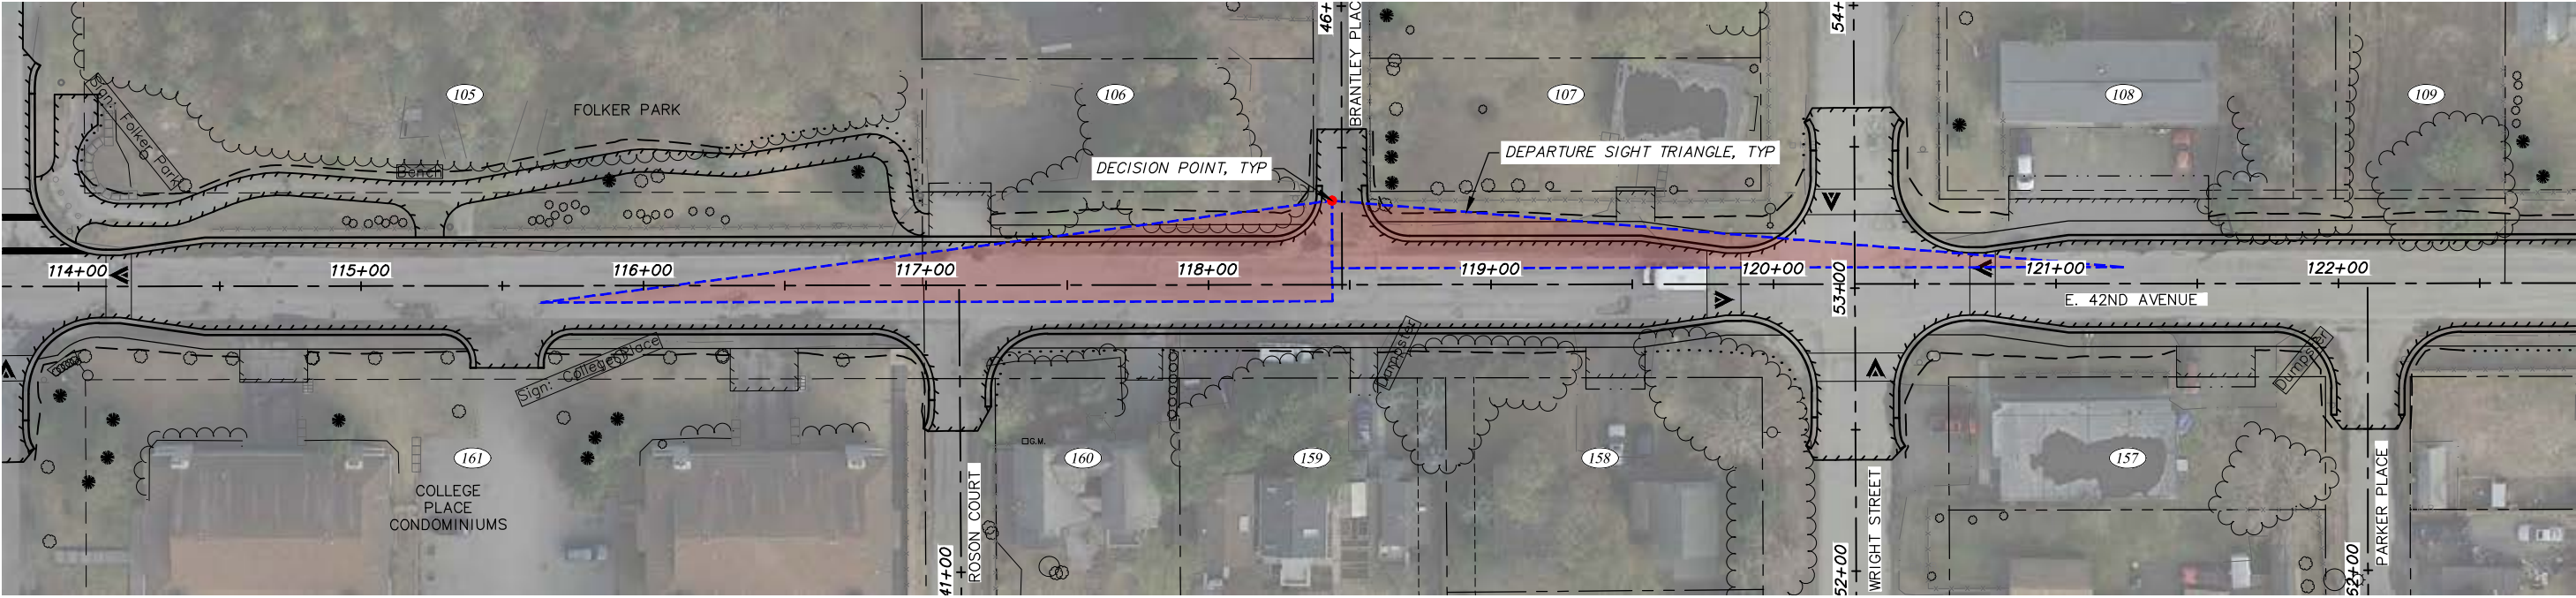 46+
BRANTLEY PLACE
54+
105
FOLKER PARK
106
107
108
109
Sign: Folker Park
Bench
DECISION POINT, TYP
DEPARTURE SIGHT TRIANGLE, TYP
114+00
115+00
116+00
117+00
118+00
119+00
120+00
121+00
122+00
53+00
E. 42ND AVENUE
Sign: College Place
Dumpster
Dumpster
G.M.
161
160
159
158
157
COLLEGE
PLACE
CONDOMINIUMS
41+00
ROSON COURT
52+00
WRIGHT STREET
62+00
PARKER PLACE